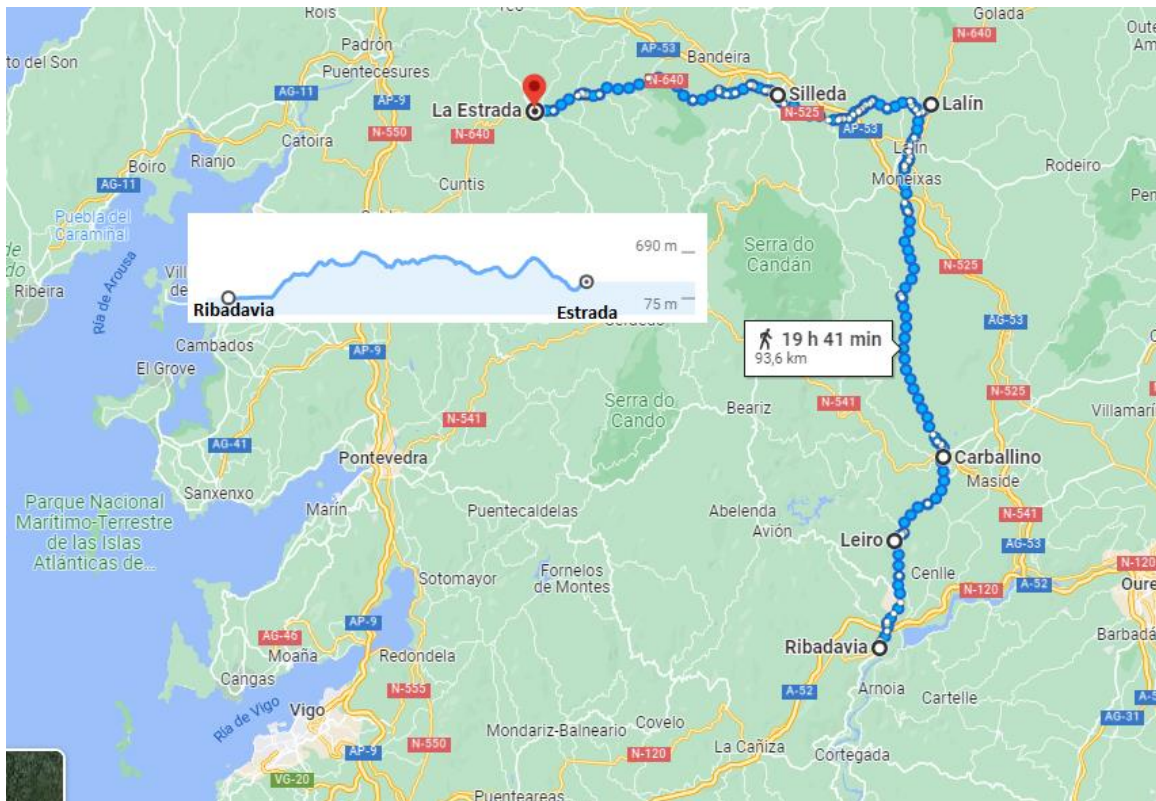 Rois
Golada
Padrón
N-640
Bandeira
AP-53
Puentecesures
AG-11
AP-9
N-640
Silleda
Lalín
La Estrada
N-550
N-640
N-525
AP-53
Catoira
Lalín
Rianjo
Boiro
Rodeiro
Moneixas
AG-11
Cuntis
Puebla del
Caramiñal
690 m
Serra do
Candán
N-525
Ribeira
Ría de Arousa
75 m
Ribadavia
Estrada
AG-53
19 h 41 min
93,6 km
Cambados
AP-9
El Grove
N-525
Serra do
Cando
Beariz
N-541
N-541
Villamarí
AG-41
Pontevedra
Carballino
Maside
Sanxenxo
Parque Nacional
Marítimo-Terrestre
de las Islas
Atlánticas de...
Marín
Puentecaldelas
Abelenda
Avión
N-541
Leiro
AG-53
Fornelos
de Montes
Sotomayor
Cenlle
A-52
N-120
N-120
Oure
AP-9
AG-46
Moaña
Redondela
Ribadavia
Barbadá
Cangas
N-555
A-52
Arnoia
Cartelle
Ría de Vigo
Vigo
Mondariz-Balneario
Covelo
AG-31
N-550
AP-9
N-120
La Cañiza
Cortegada
VG-20
Puenteareas